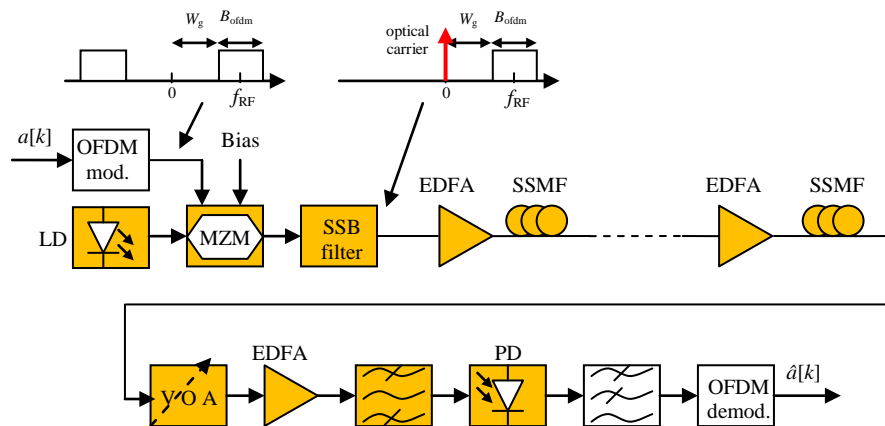 W_g B_ofdm
0 f_RF
optical
carrier
W_g B_ofdm
0 f_RF
a[k]
OFDM
mod.
Bias
LD
MZM
SSB
filter
EDFA
SSMF
EDFA
SSMF
V O A
EDFA
PD
OFDM
demod.
â[k]